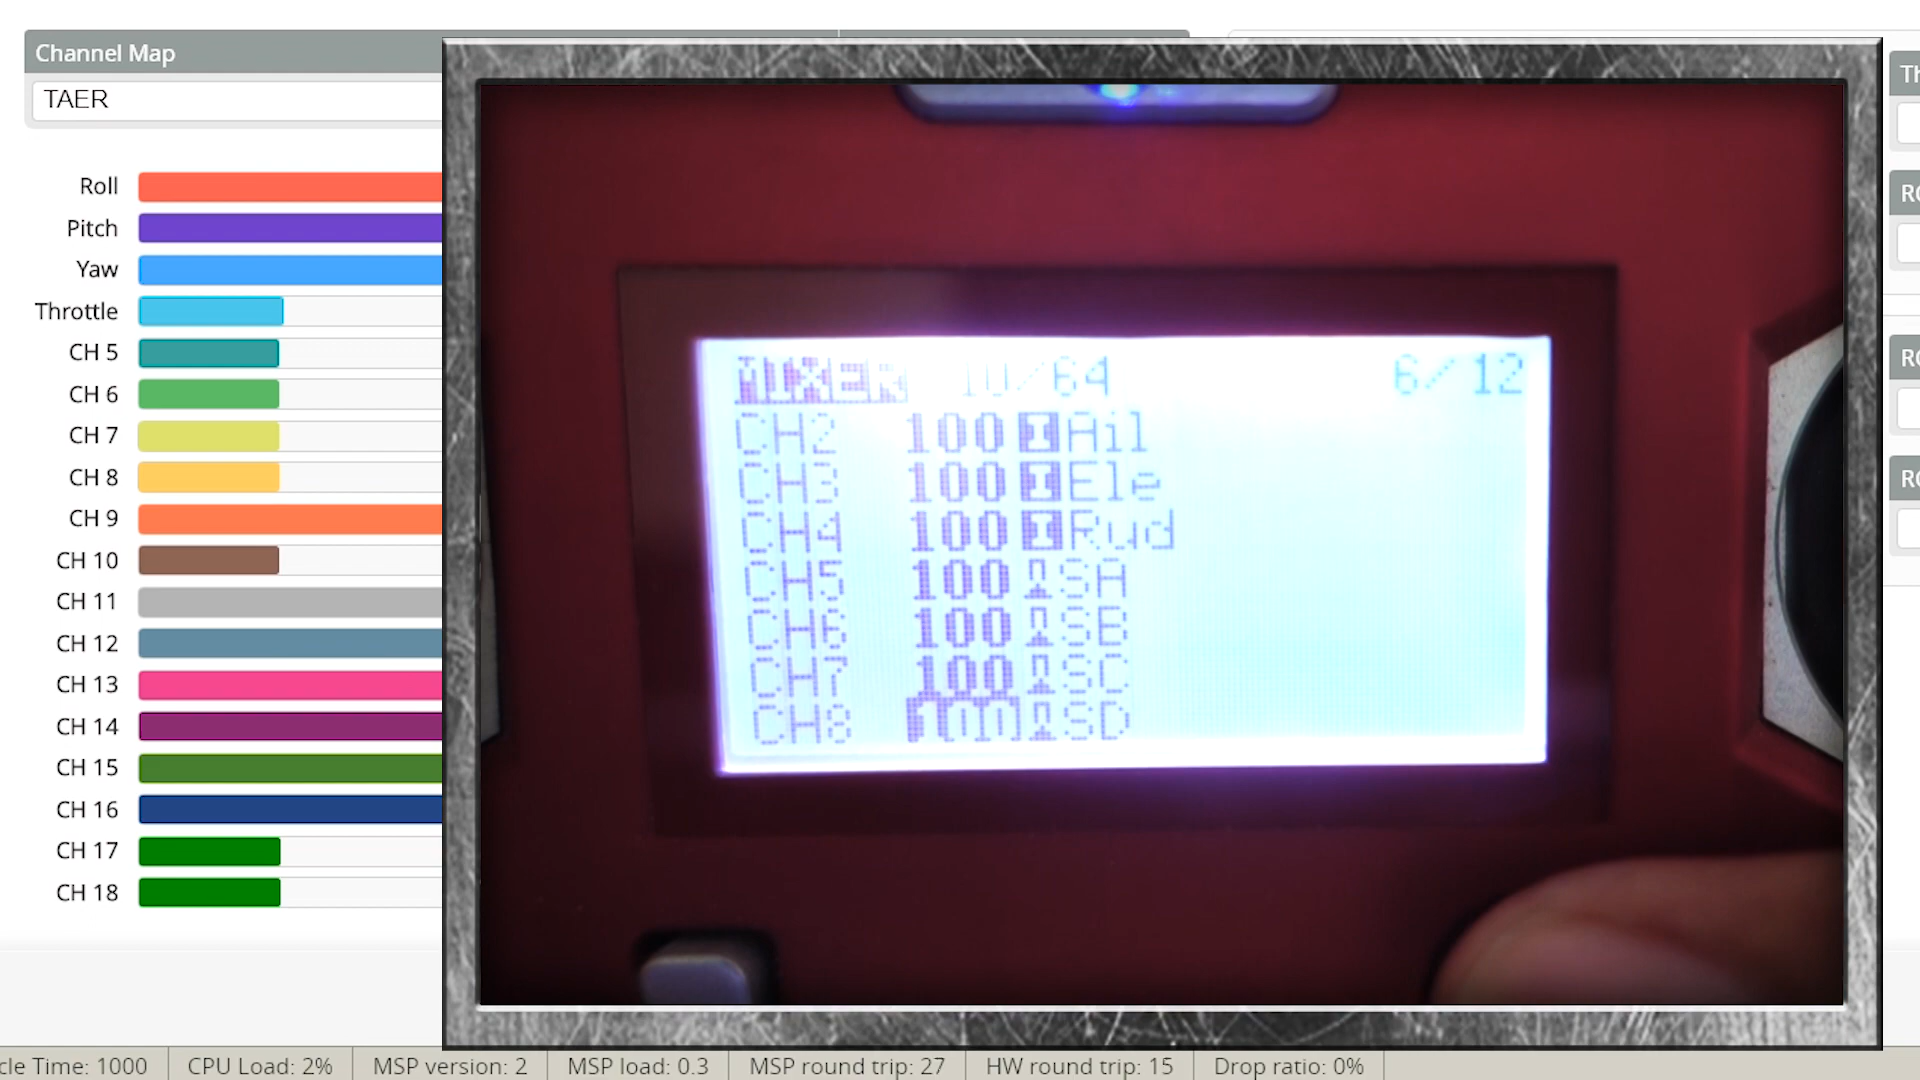 Channel Map
TAER
Roll
Pitch
Yaw
Throttle
CH 5
CH 6
CH 7
CH 8
CH 9
CH 10
CH 11
CH 12
CH 13
CH 14
CH 15
CH 16
CH 17
CH 18
MIXER 10/64 6/12
CH2 100 I Ail
CH3 100 I Ele
CH4 100 I Rud
CH5 100 SA
CH6 100 SB
CH7 100 SC
CH8 SD
Time: 1000 CPU Load: 2% MSP version: 2 MSP load: 0.3 MSP round trip: 27 HW round trip: 15 Drop ratio: 0%